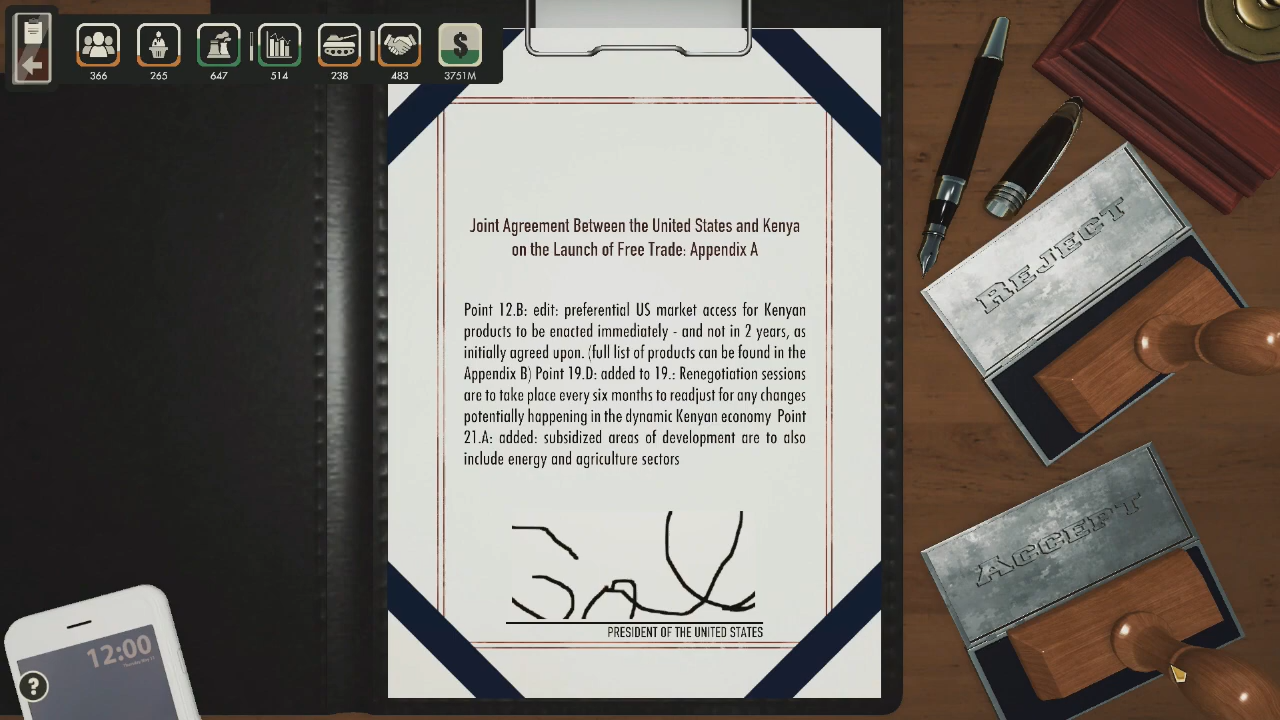 366
265
647
514
238
483
3751M
$
Joint Agreement Between the United States and Kenya
on the Launch of Free Trade: Appendix A
Point 12.B: edit: preferential US market access for Kenyan
products to be enacted immediately - and not in 2 years, as
initially agreed upon. (full list of products can be found in the
Appendix B) Point 19.D: added to 19.: Renegotiation sessions
are to take place every six months to readjust for any changes
potentially happening in the dynamic Kenyan economy Point
21.A: added: subsidized areas of development are to also
include energy and agriculture sectors
PRESIDENT OF THE UNITED STATES
REJECT
ACCEPT
12:00
?